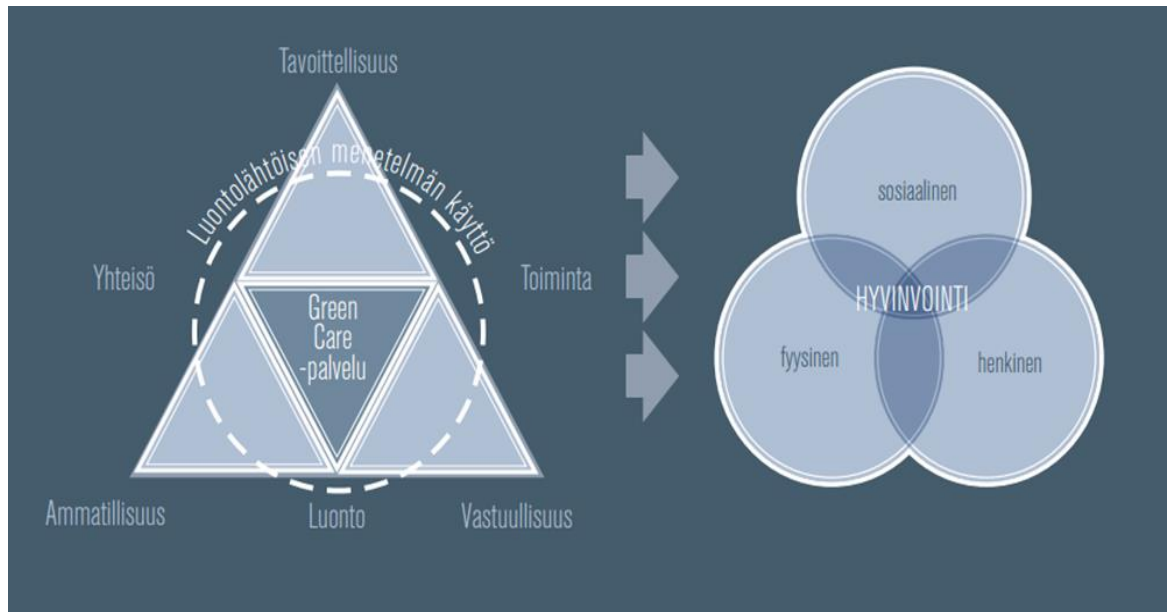 Tavoittellisuus
Luontolähtöisen menetelmän käyttö
Yhteisö
Toiminta
Green
Care
-palvelu
Ammatillisuus
Luonto
Vastuullisuus
sosiaalinen
HYVINVOINTI
fyysinen
henkinen